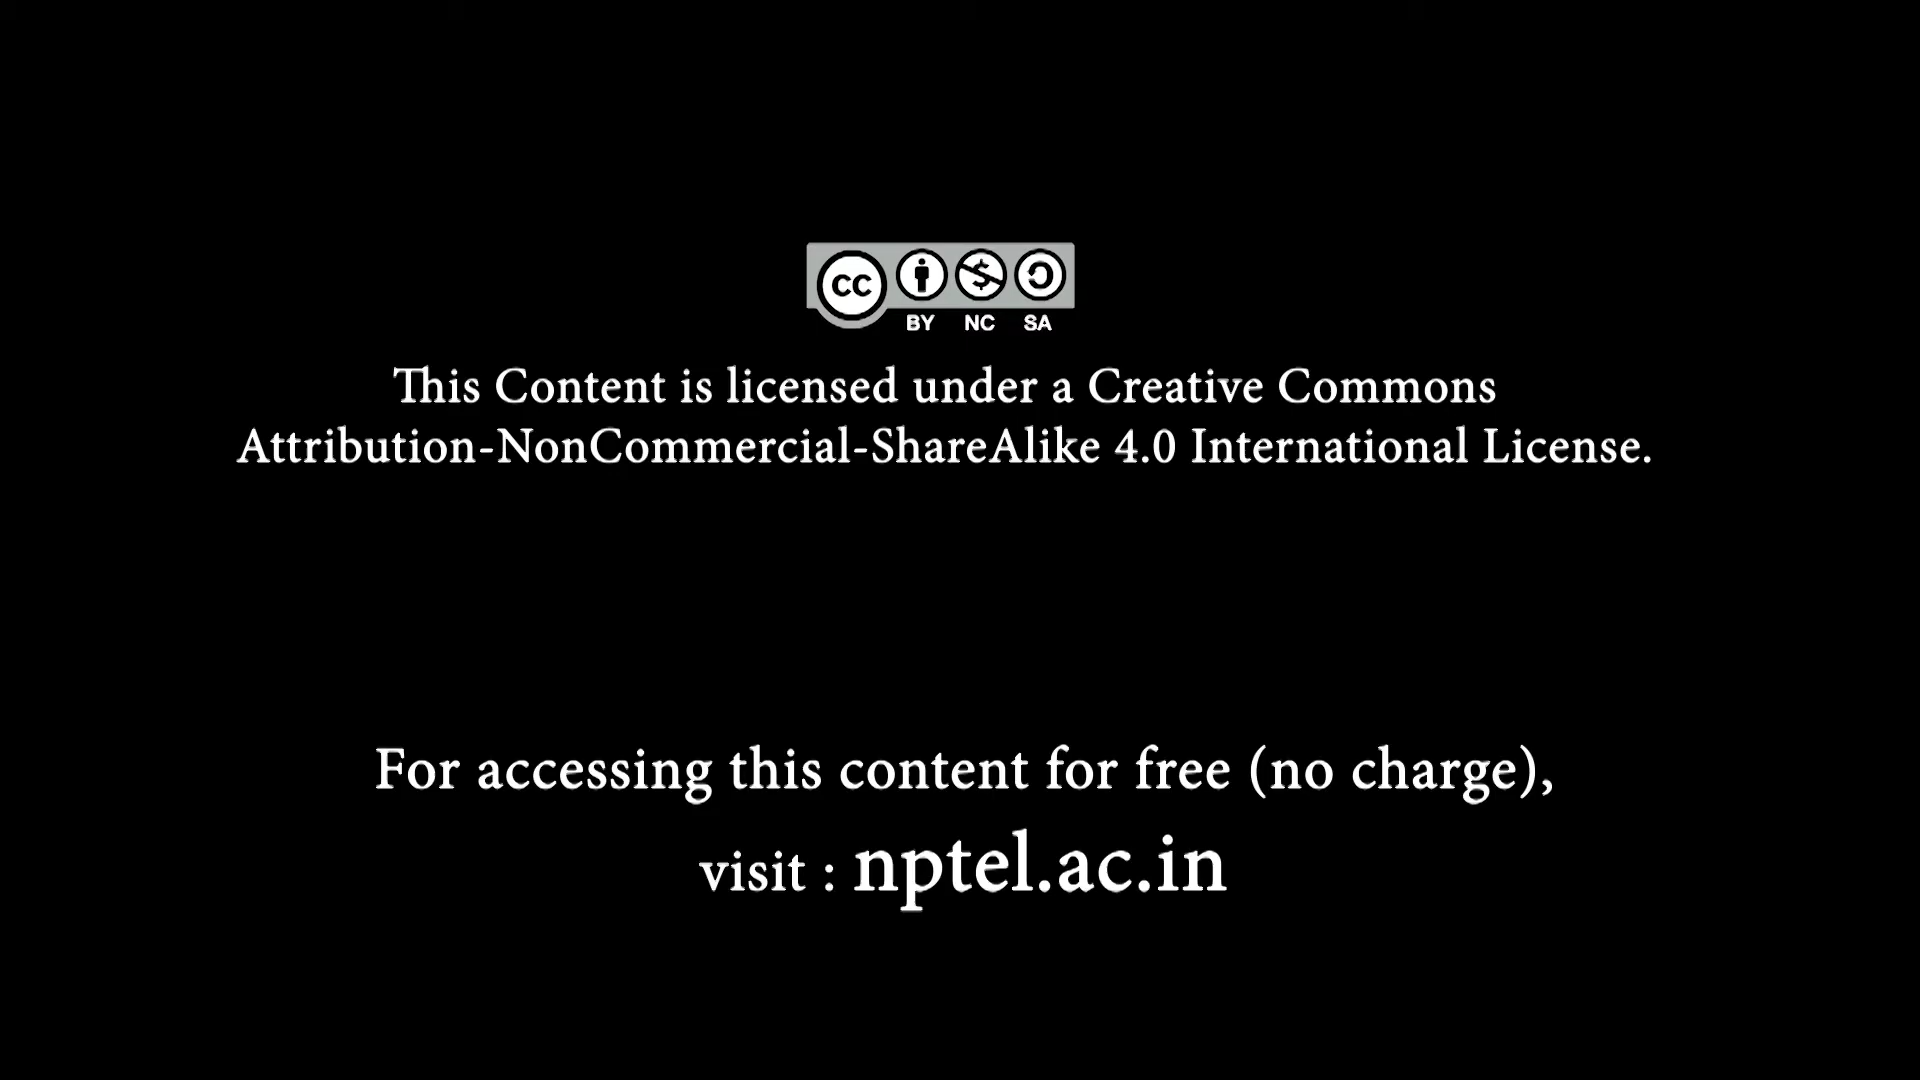 CC BY NC SA
This Content is licensed under a Creative Commons
Attribution-NonCommercial-ShareAlike 4.0 International License.
For accessing this content for free (no charge),
visit : nptel.ac.in